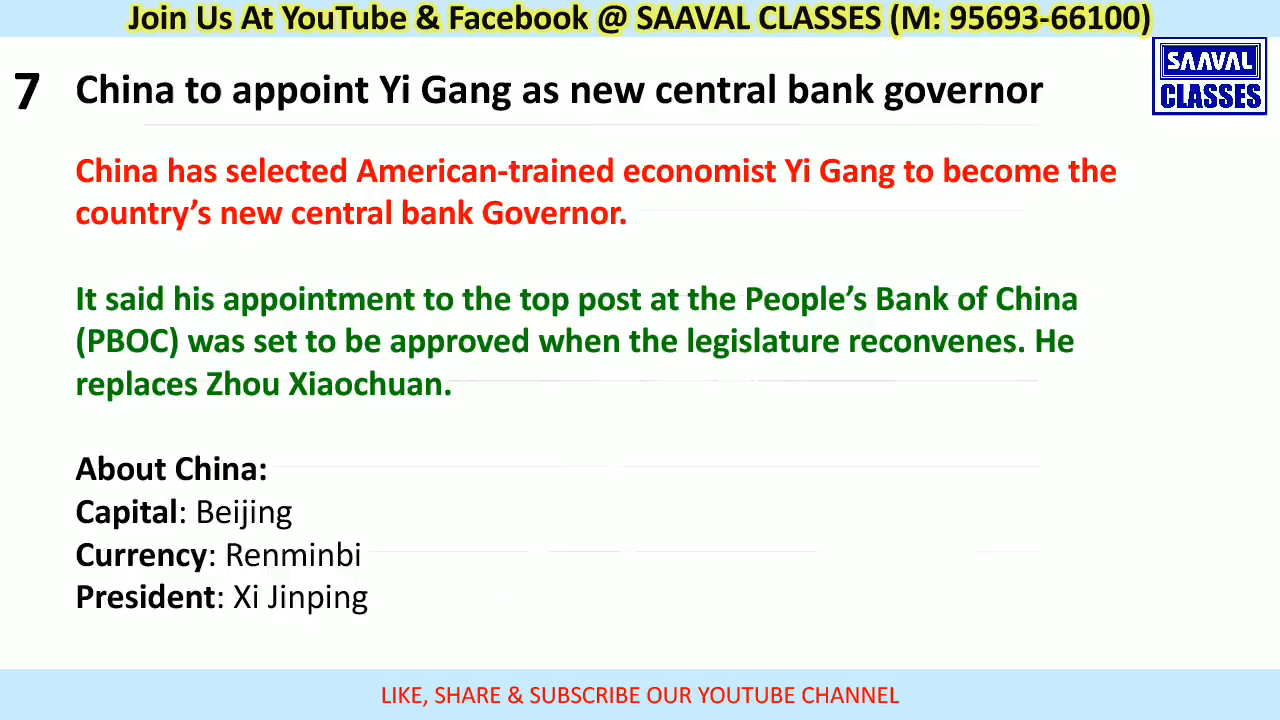 Join Us At YouTube & Facebook @ SAAVAL CLASSES (M: 95693-66100)
SAAVAL
CLASSES
7 China to appoint Yi Gang as new central bank governor
China has selected American-trained economist Yi Gang to become the
country’s new central bank Governor.
It said his appointment to the top post at the People’s Bank of China
(PBOC) was set to be approved when the legislature reconvenes. He
replaces Zhou Xiaochuan.
About China:
Capital: Beijing
Currency: Renminbi
President: Xi Jinping
LIKE, SHARE & SUBSCRIBE OUR YOUTUBE CHANNEL